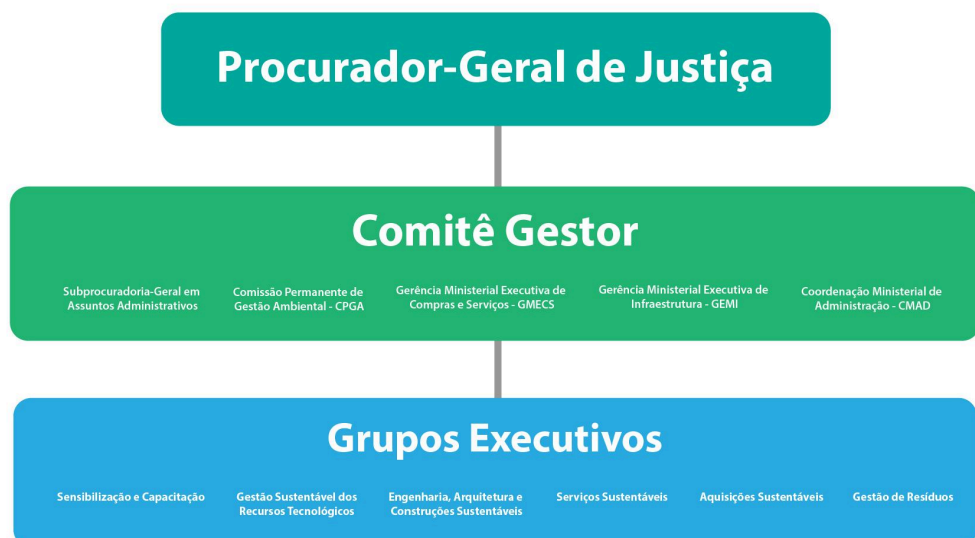 Procurador-Geral de Justiça
Comitê Gestor
Subprocuradoria-Geral em
Assuntos Administrativos
Comissão Permanente de
Gestão Ambiental - CPGA
Gerência Ministerial Executiva de
Compras e Serviços - GMECS
Gerência Ministerial Executiva de
Infraestrutura - GEMI
Coordenação Ministerial de
Administração - CMAD
Grupos Executivos
Sensibilização e Capacitação
Gestão Sustentável dos
Recursos Tecnológicos
Engenharia, Arquitetura e
Construções Sustentáveis
Serviços Sustentáveis
Aquisições Sustentáveis
Gestão de Resíduos